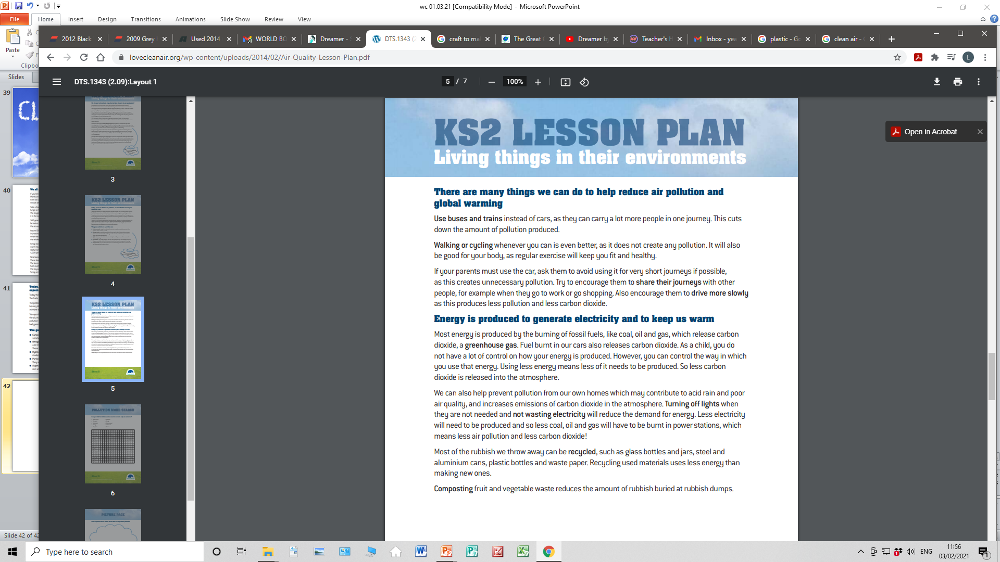 wc 01.03.21 [Compatibility Mode] - Microsoft PowerPoint
File Home Insert Design Transitions Animations Slide Show Review View
Paste
Slides
39
40
41
42
Slide 42 of 42
2012 Black
2009 Grey
Used 2014
WORLD BO
Dreamer -
DTS.1343 (2
craft to ma
The Great
Dreamer b
Teacher's H
Inbox - yea
plastic - Go
clean air -
lovecleanair.org/wp-content/uploads/2014/02/Air-Quality-Lesson-Plan.pdf
L
DTS.1343 (2.09):Layout 1
5 / 7
100%
Open in Acrobat
3
KS2 LESSON PLAN
4
KS2 LESSON PLAN
Living things in their environments
5
POLLUTION WORD SEARCH
6
PICTURE PAGE
KS2 LESSON PLAN
Living things in their environments
There are many things we can do to help reduce air pollution and
global warming
Use buses and trains instead of cars, as they can carry a lot more people in one journey. This cuts
down the amount of pollution produced.
Walking or cycling whenever you can is even better, as it does not create any pollution. It will also
be good for your body, as regular exercise will keep you fit and healthy.
If your parents must use the car, ask them to avoid using it for very short journeys if possible,
as this creates unnecessary pollution. Try to encourage them to share their journeys with other
people, for example when they go to work or go shopping. Also encourage them to drive more slowly
as this produces less pollution and less carbon dioxide.
Energy is produced to generate electricity and to keep us warm
Most energy is produced by the burning of fossil fuels, like coal, oil and gas, which release carbon
dioxide, a greenhouse gas. Fuel burnt in our cars also releases carbon dioxide. As a child, you do
not have a lot of control on how your energy is produced. However, you can control the way in which
you use that energy. Using less energy means less of it needs to be produced. So less carbon
dioxide is released into the atmosphere.
We can also help prevent pollution from our own homes which may contribute to acid rain and poor
air quality, and increases emissions of carbon dioxide in the atmosphere. Turning off lights when
they are not needed and not wasting electricity will reduce the demand for energy. Less electricity
will need to be produced and so less coal, oil and gas will have to be burnt in power stations, which
means less air pollution and less carbon dioxide!
Most of the rubbish we throw away can be recycled, such as glass bottles and jars, steel and
aluminium cans, plastic bottles and waste paper. Recycling used materials uses less energy than
making new ones.
Composting fruit and vegetable waste reduces the amount of rubbish buried at rubbish dumps.
Type here to search
ENG
11:56
03/02/2021
1